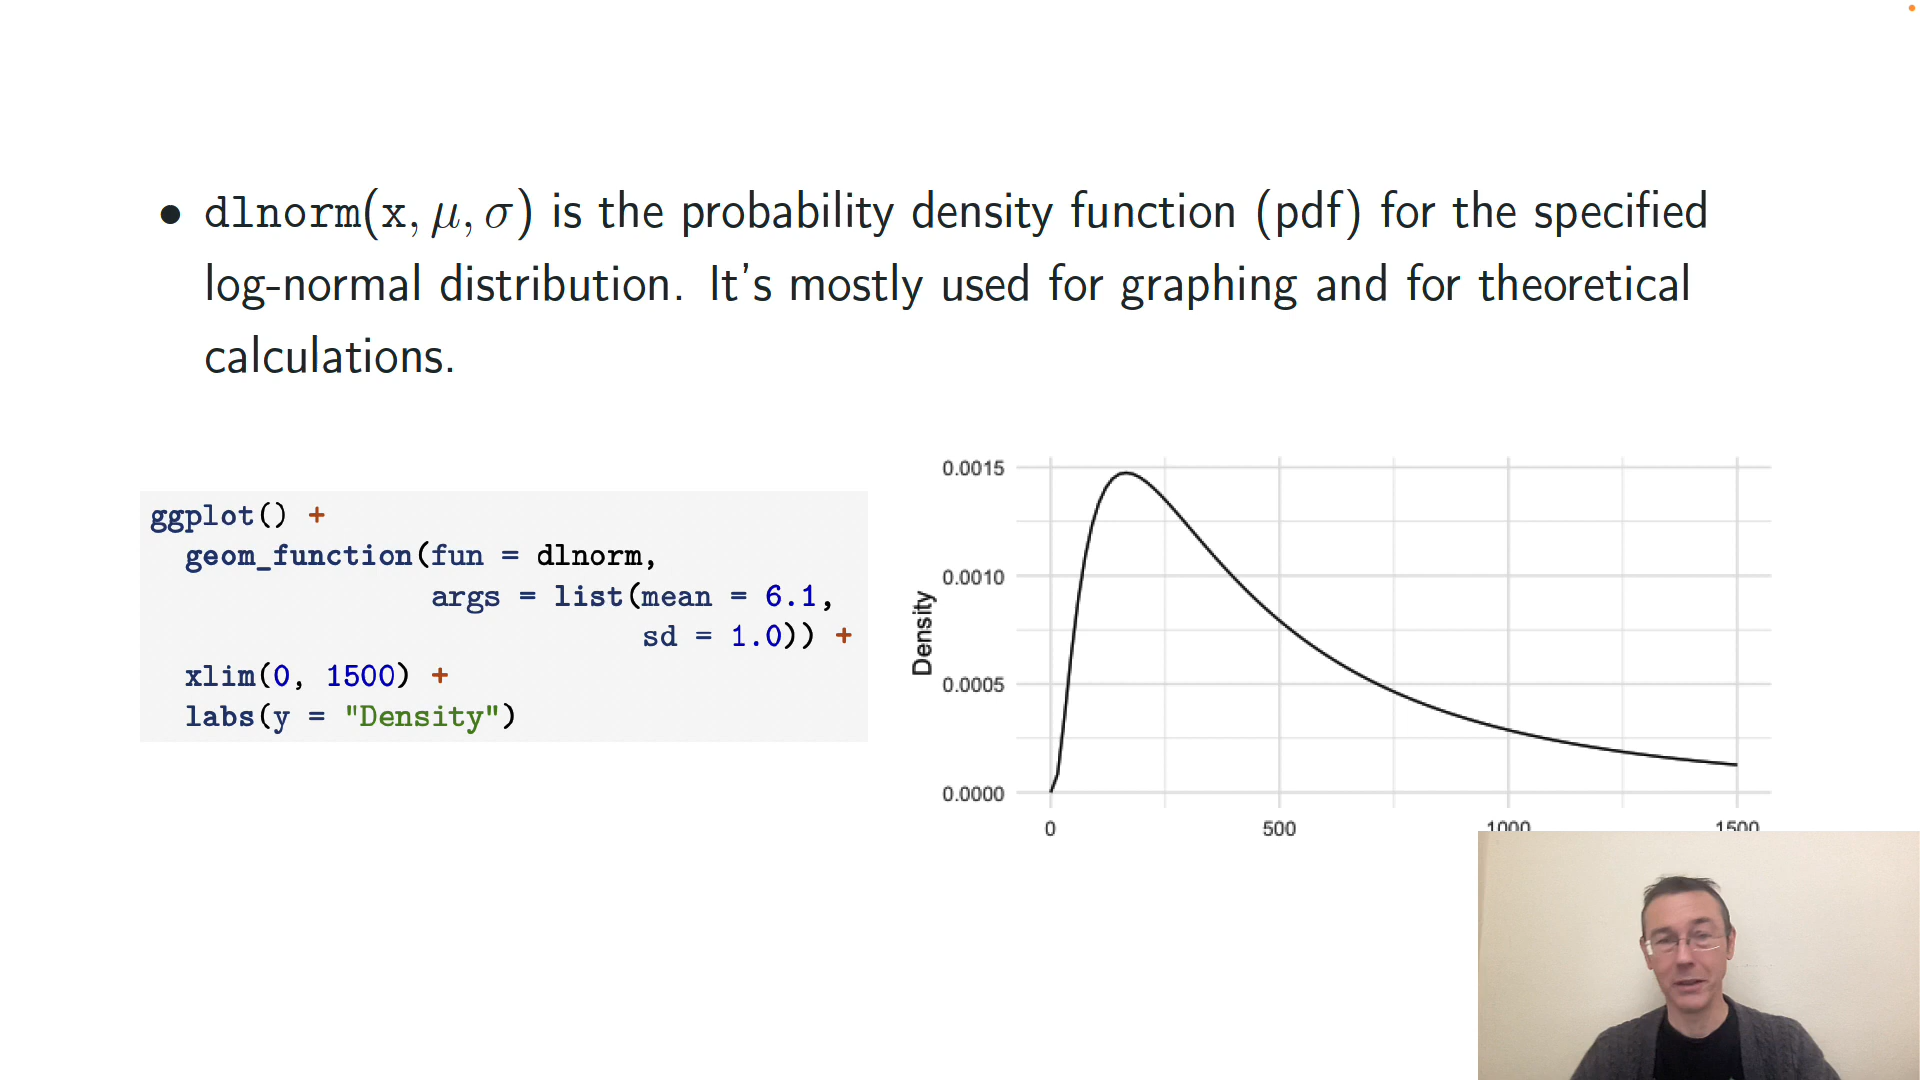 • dlnorm(x, μ, σ) is the probability density function (pdf) for the specified
log-normal distribution. It's mostly used for graphing and for theoretical
calculations.
ggplot() +
  geom_function(fun = dlnorm,
                args = list(mean = 6.1,
                            sd = 1.0)) +
  xlim(0, 1500) +
  labs(y = "Density")
Density
0.0015
0.0010
0.0005
0.0000
0 500 1000 1500